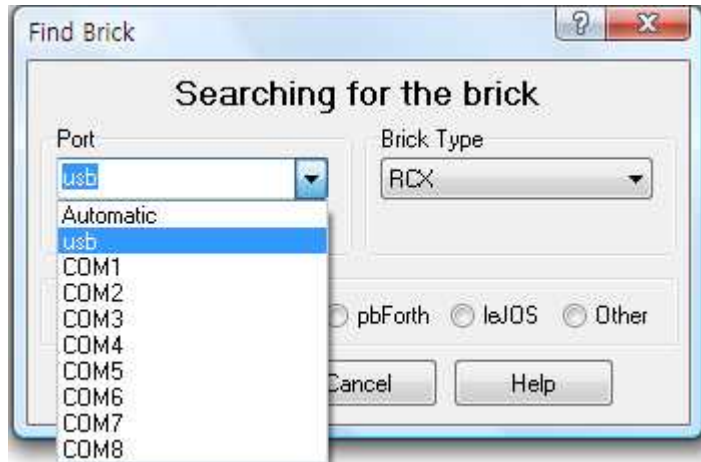 Find Brick
Searching for the brick
Port
Brick Type
usb
RCX
Automatic
usb
COM1
COM2
COM3
pbForth leJOS Other
COM4
COM5
COM6
Cancel Help
COM7
COM8